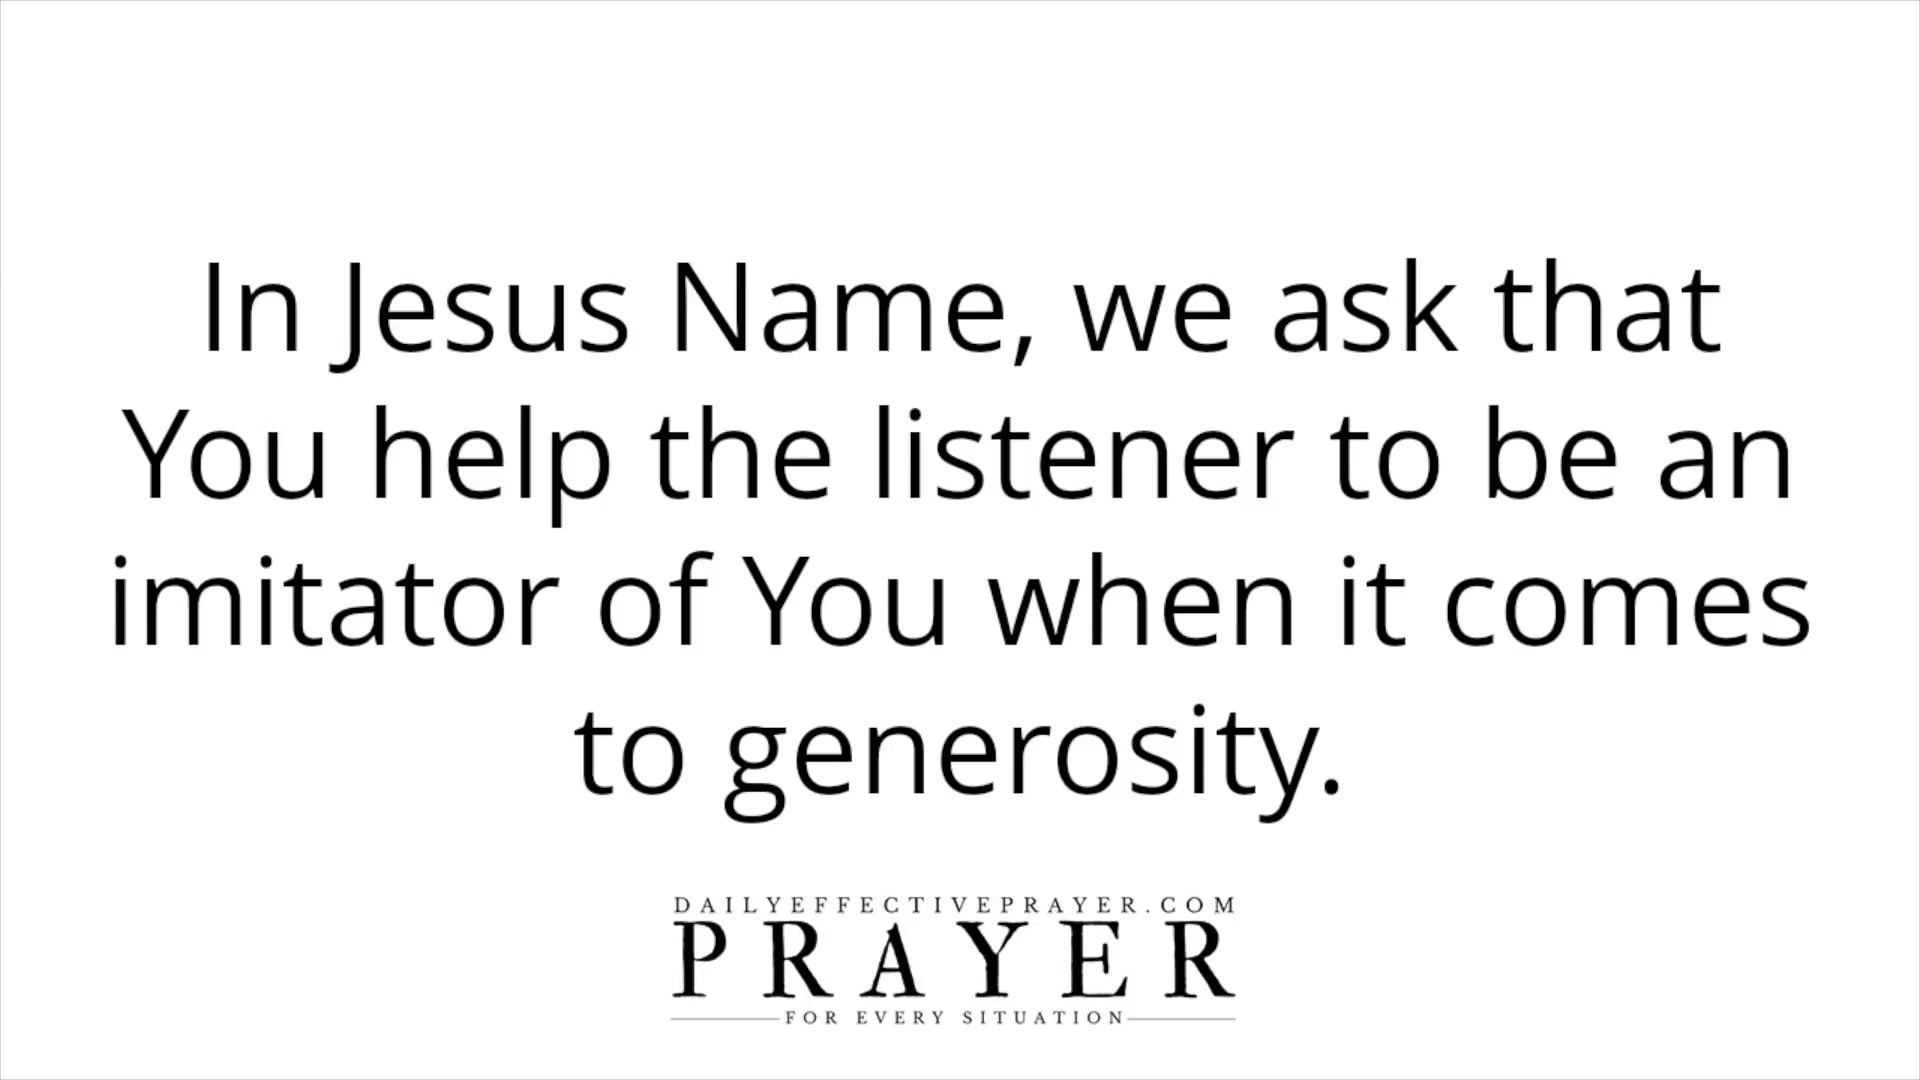 In Jesus Name, we ask that
You help the listener to be an
imitator of You when it comes
to generosity.
DAILYEFFECTIVEPRAYER.COM
PRAYER
FOR EVERY SITUATION